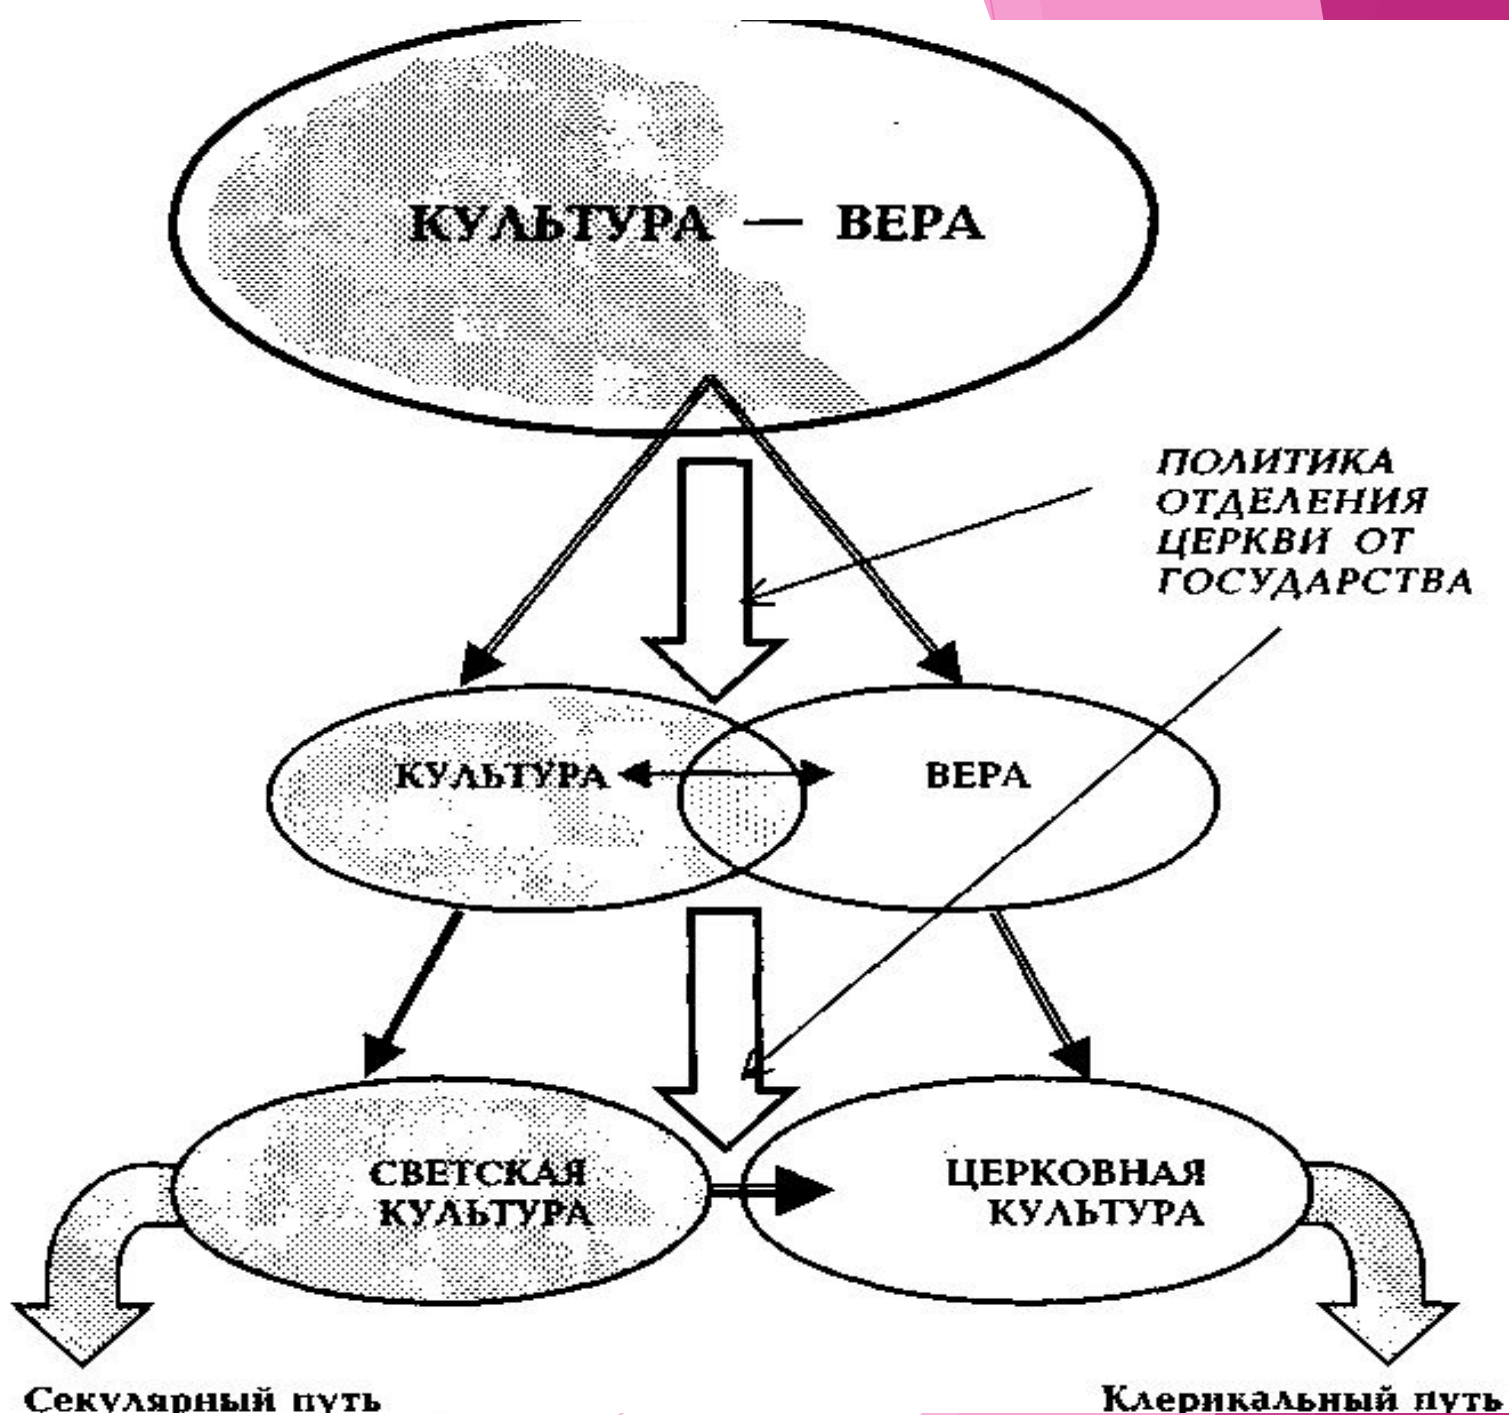 КУЛЬТУРА — ВЕРА
ПОЛИТИКА
ОТДЕЛЕНИЯ
ЦЕРКВИ ОТ
ГОСУДАРСТВА
КУЛЬТУРА
ВЕРА
СВЕТСКАЯ
КУЛЬТУРА
ЦЕРКОВНАЯ
КУЛЬТУРА
Секулярный путь
Клерикальный путь